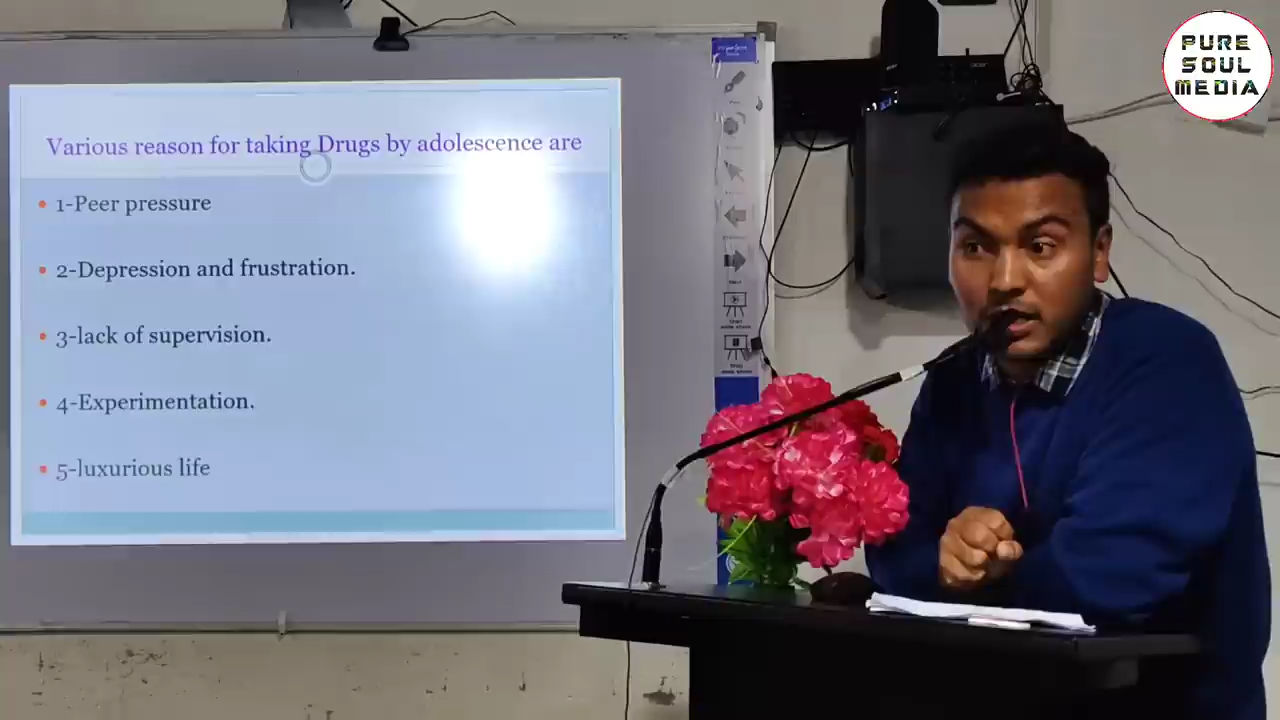 PURE
SOUL
MEDIA
Various reason for taking Drugs by adolescence are
1-Peer pressure
2-Depression and frustration.
3-lack of supervision.
4-Experimentation.
5-luxurious life
acer